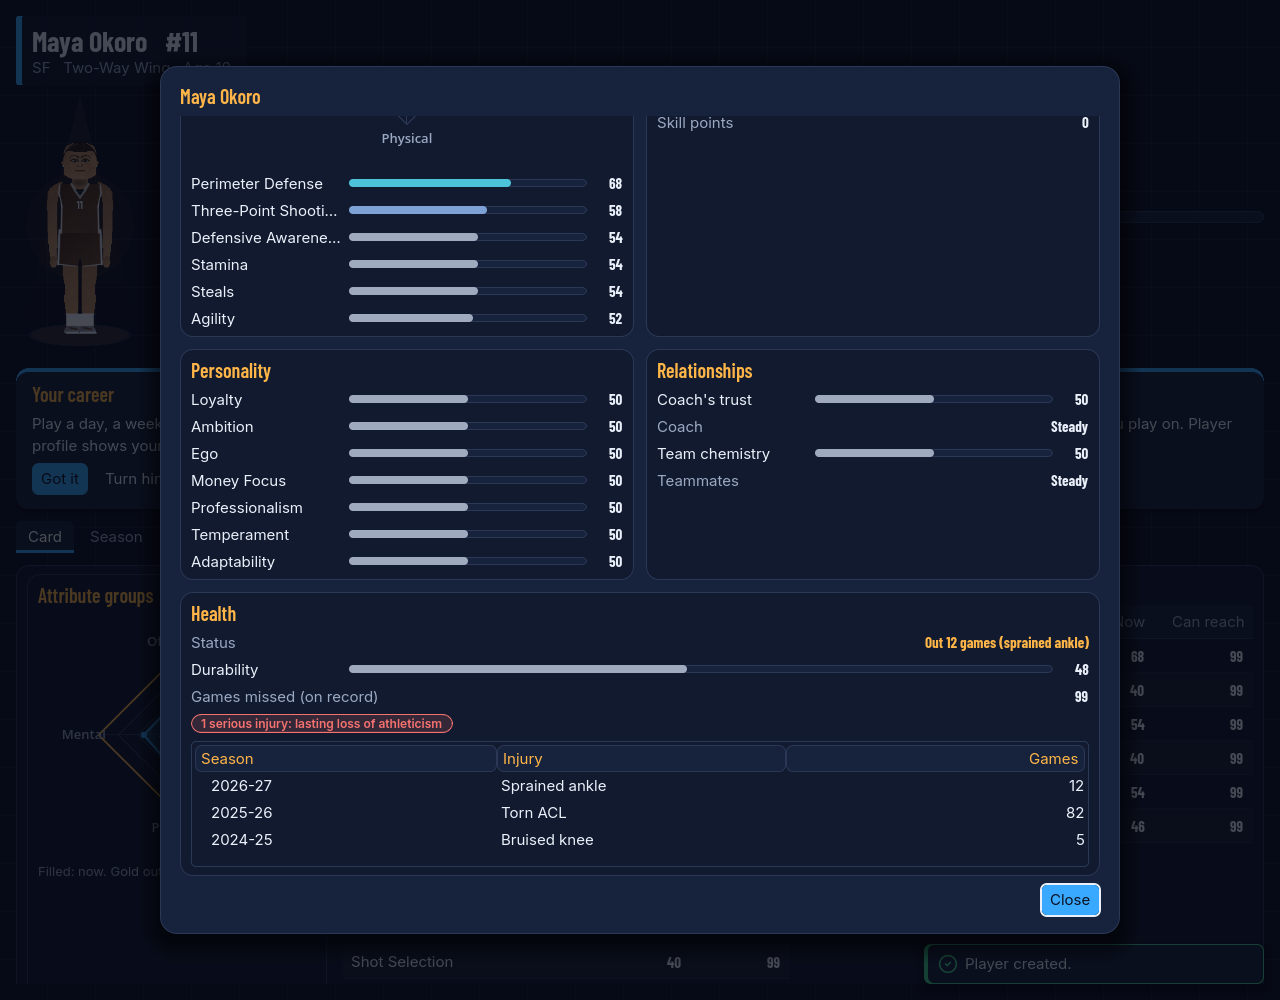 Maya Okoro #11
SF Two-Way Wing Age 19
Maya Okoro
Physical
Perimeter Defense 68
Three-Point Shooti... 58
Defensive Awarene... 54
Stamina 54
Steals 54
Agility 52
Skill points 0
Personality
Loyalty 50
Ambition 50
Ego 50
Money Focus 50
Professionalism 50
Temperament 50
Adaptability 50
Relationships
Coach's trust 50
Coach Steady
Team chemistry 50
Teammates Steady
Health
Status Out 12 games (sprained ankle)
Durability 48
Games missed (on record) 99
1 serious injury: lasting loss of athleticism
Season Injury Games
2026-27 Sprained ankle 12
2025-26 Torn ACL 82
2024-25 Bruised knee 5
Close
11
Your career
Play a day, a week
play on. Player
profile shows your
Got it Turn
Card Season
Attribute groups
Mental
Filled: now. Gold
Now Can reach
68 99
40 99
54 99
40 99
54 99
46 99
Shot Selection 40 99
Player created.